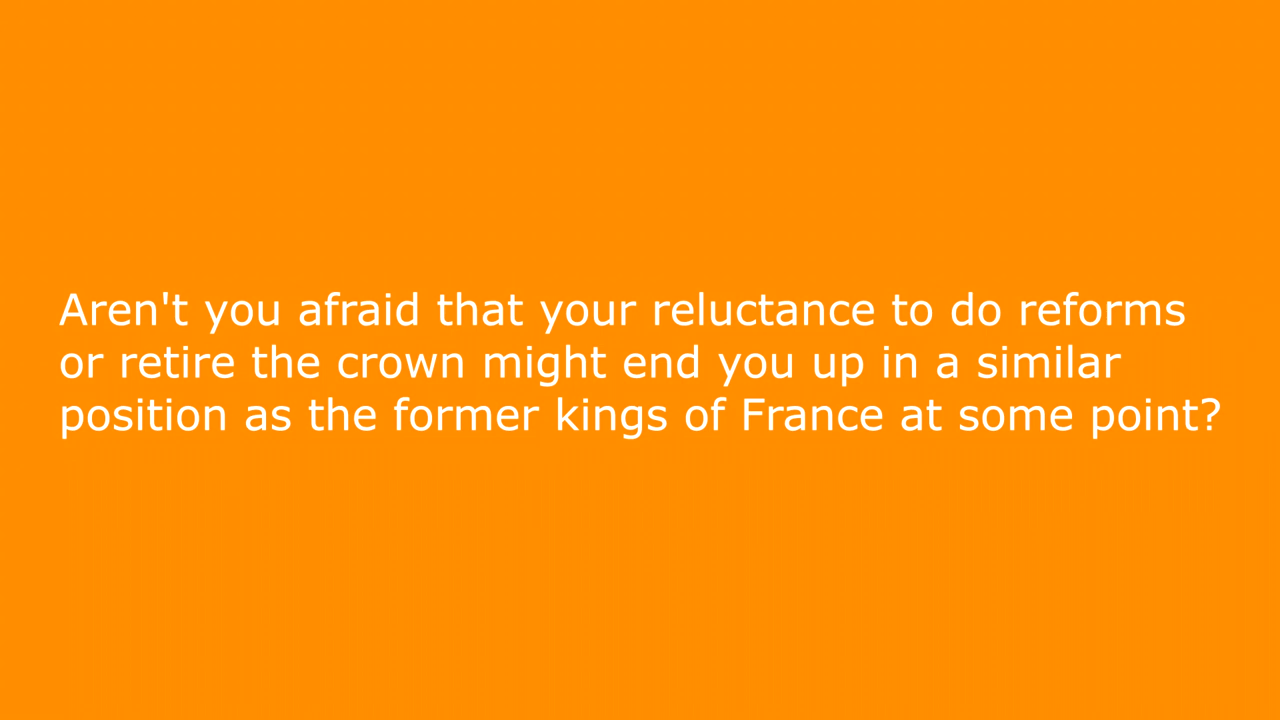 Aren't you afraid that your reluctance to do reforms
or retire the crown might end you up in a similar
position as the former kings of France at some point?